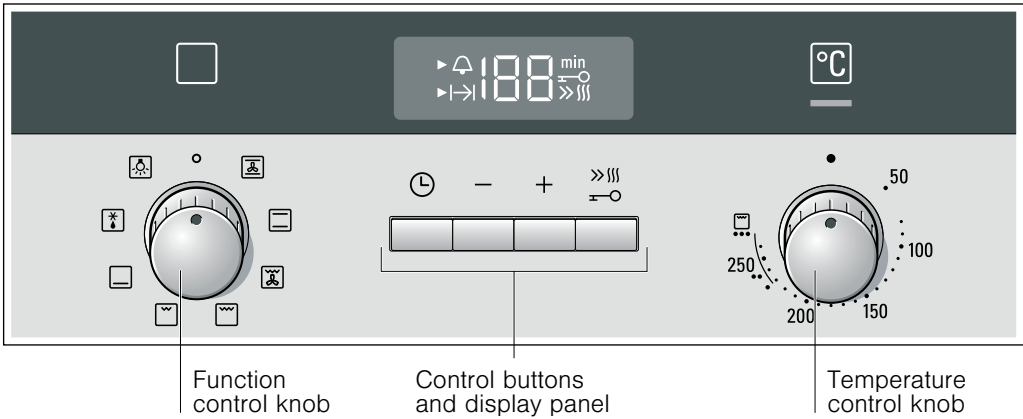 °C
188 min
− +
50
100
150
200
250
Function
control knob
Control buttons
and display panel
Temperature
control knob